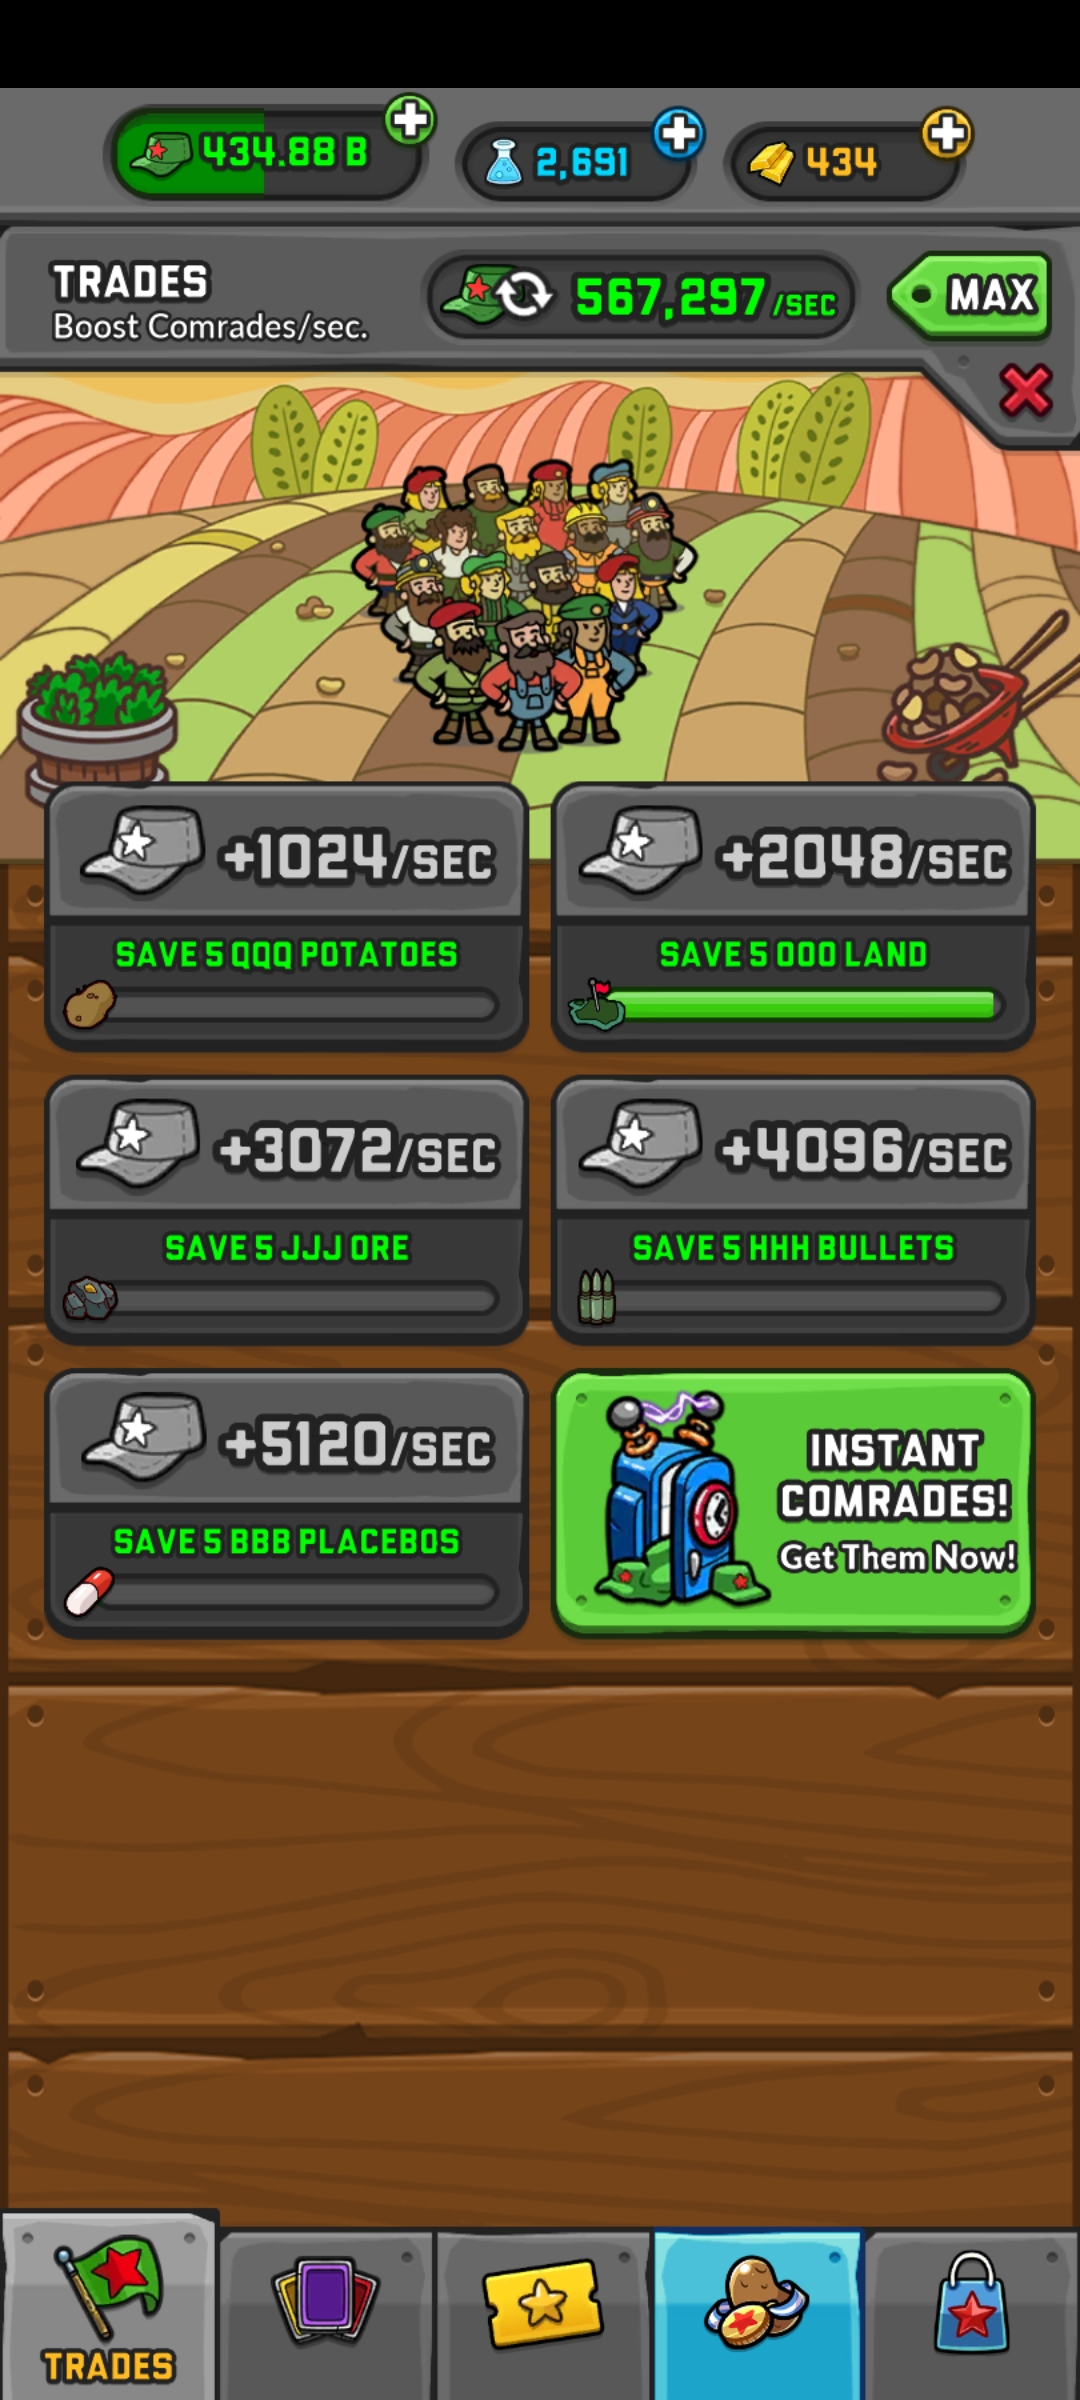 434.88 B
2,691
434
TRADES
Boost Comrades/sec.
567,297/SEC
MAX
+1024/SEC
SAVE 5 QQQ POTATOES
+2048/SEC
SAVE 5 OOO LAND
+3072/SEC
SAVE 5 JJJ ORE
+4096/SEC
SAVE 5 HHH BULLETS
+5120/SEC
SAVE 5 BBB PLACEBOS
INSTANT
COMRADES!
Get Them Now!
TRADES